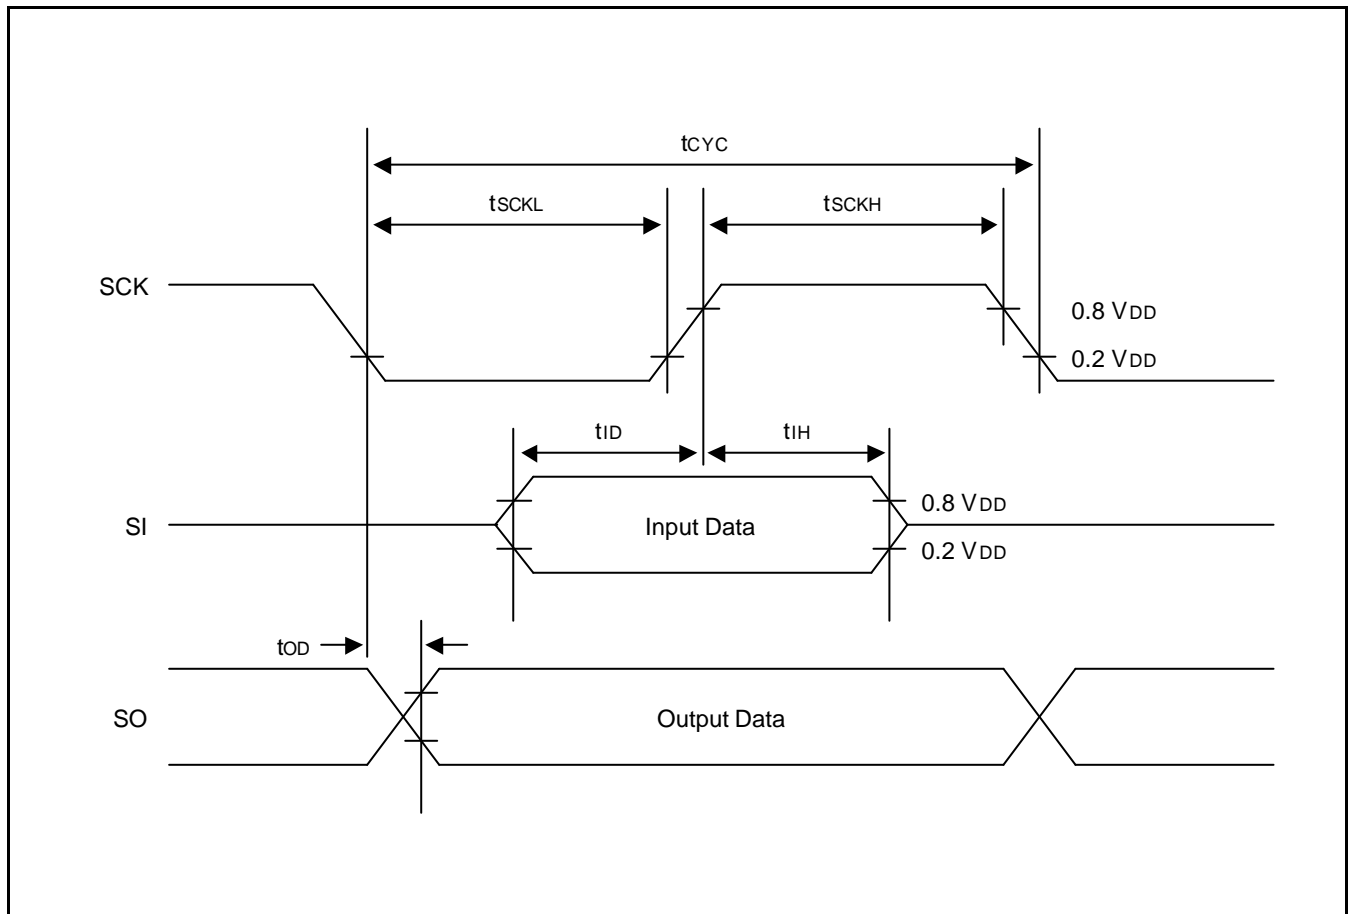 tCYC
tSCKL
tSCKH
SCK
0.8 VDD
0.2 VDD
tID
tIH
0.8 VDD
SI
Input Data
0.2 VDD
tOD
SO
Output Data